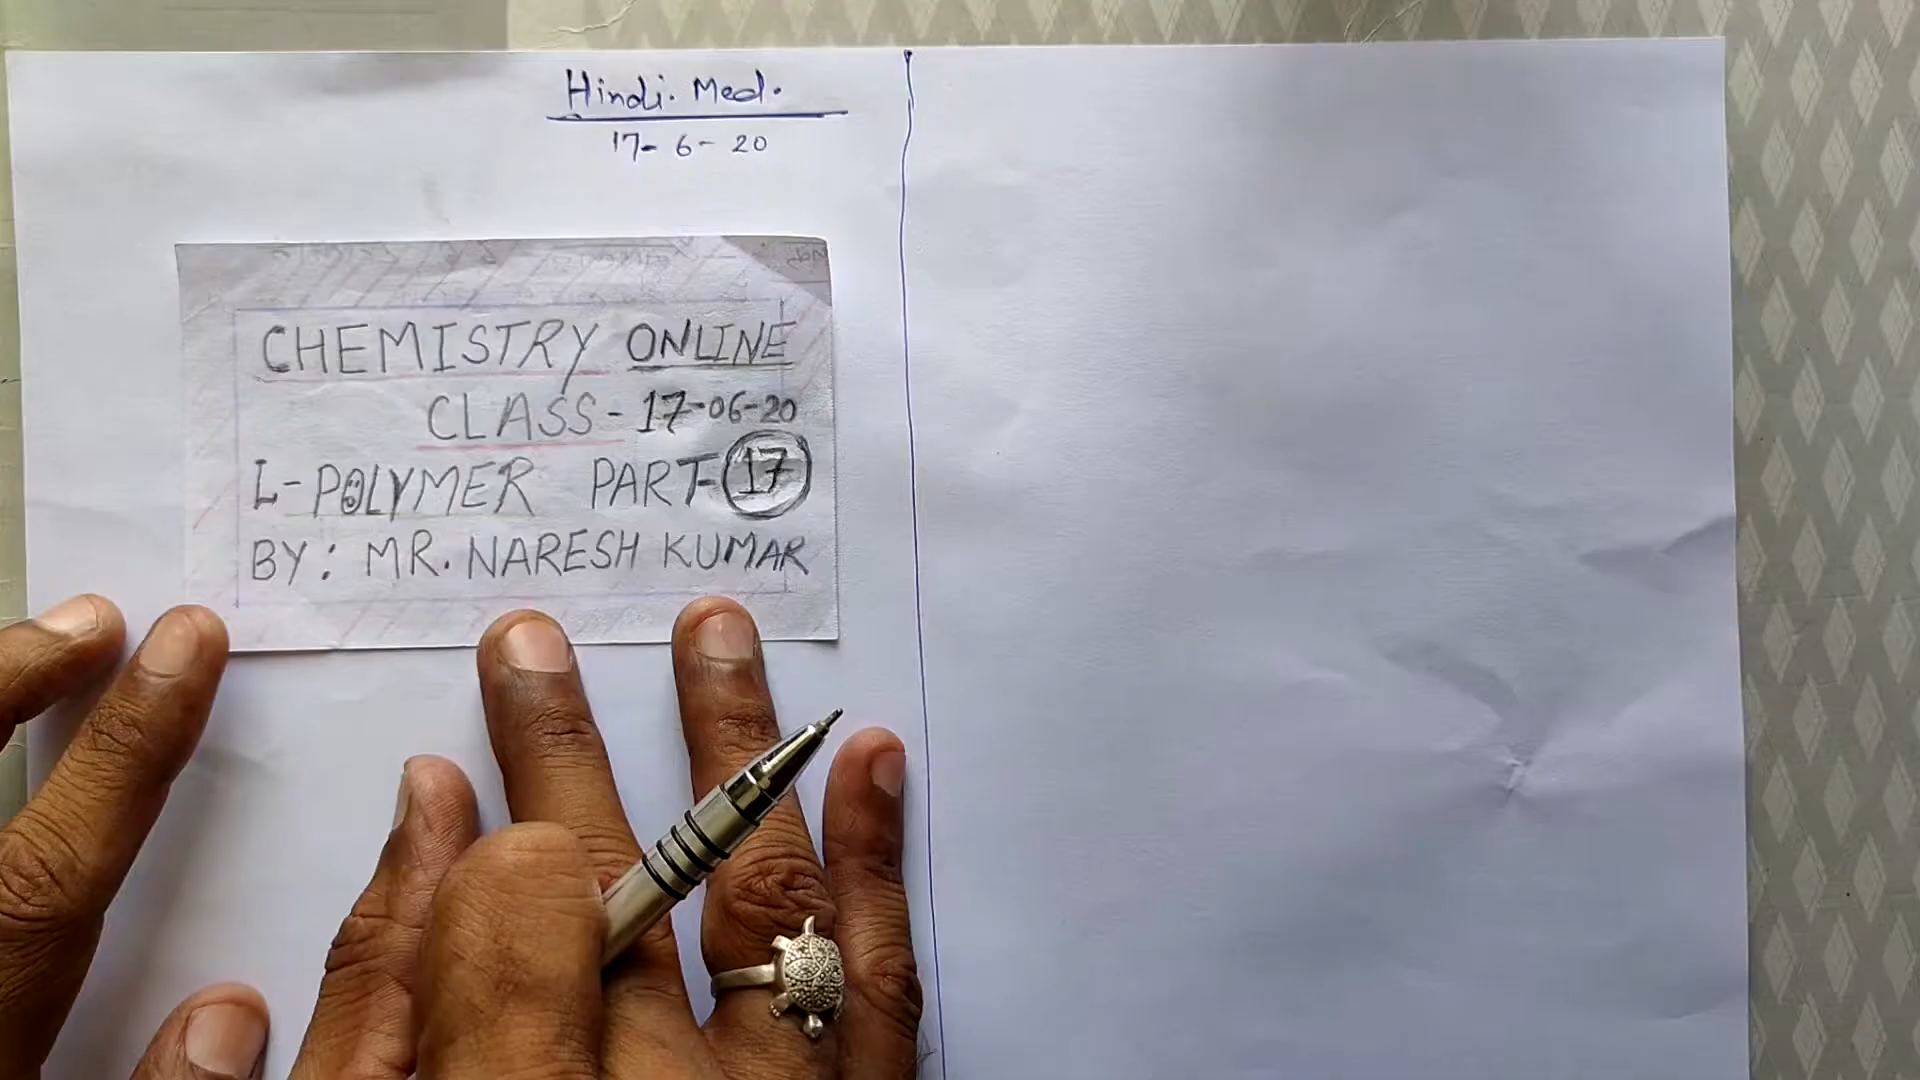 Hindi. Med.
17- 6- 20
CHEMISTRY ONLINE
CLASS - 17-06-20
L- POLYMER PART- 17
BY: MR. NARESH KUMAR